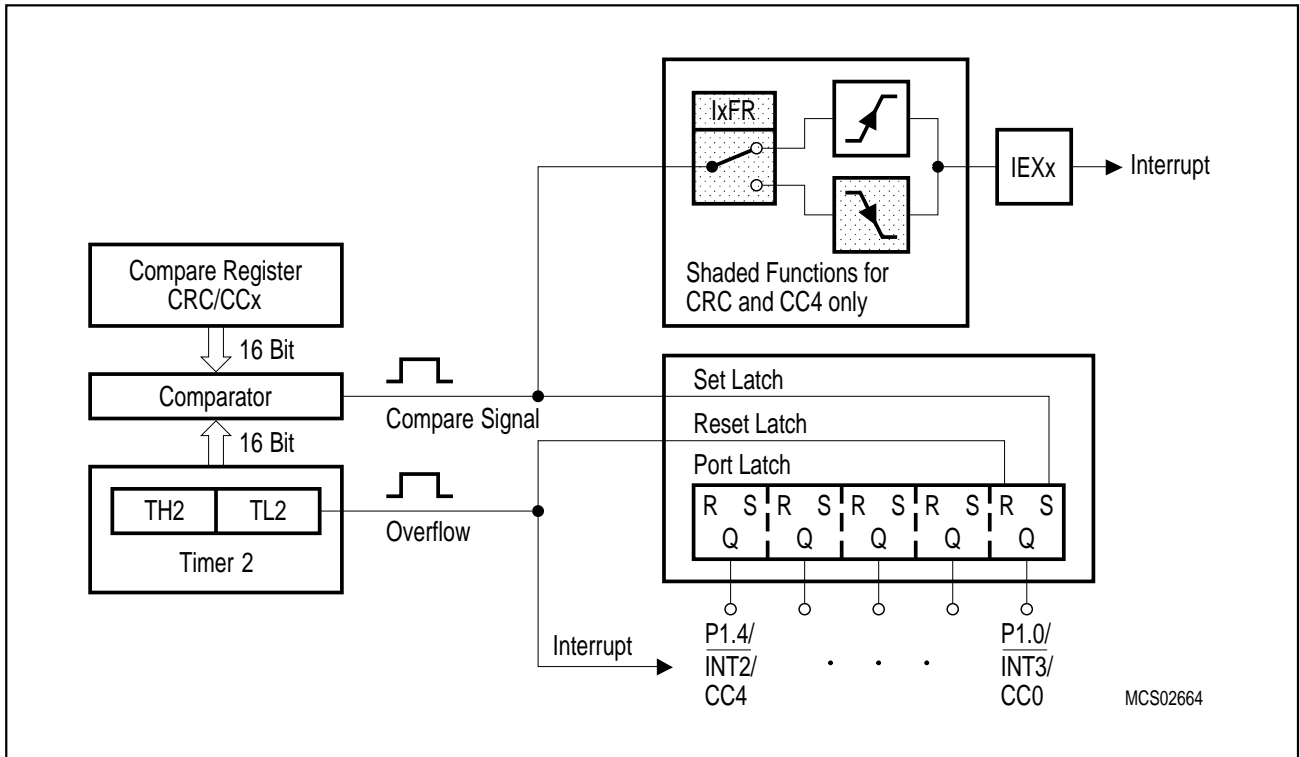 IxFR
IEXx
Interrupt
Shaded Functions for
CRC and CC4 only
Compare Register
CRC/CCx
16 Bit
Comparator
Compare Signal
16 Bit
TH2 TL2
Timer 2
Overflow
Interrupt
Set Latch
Reset Latch
Port Latch
R S R S R S R S R S
Q Q Q Q Q
P1.4/
INT2/
CC4
. . .
P1.0/
INT3/
CC0
MCS02664